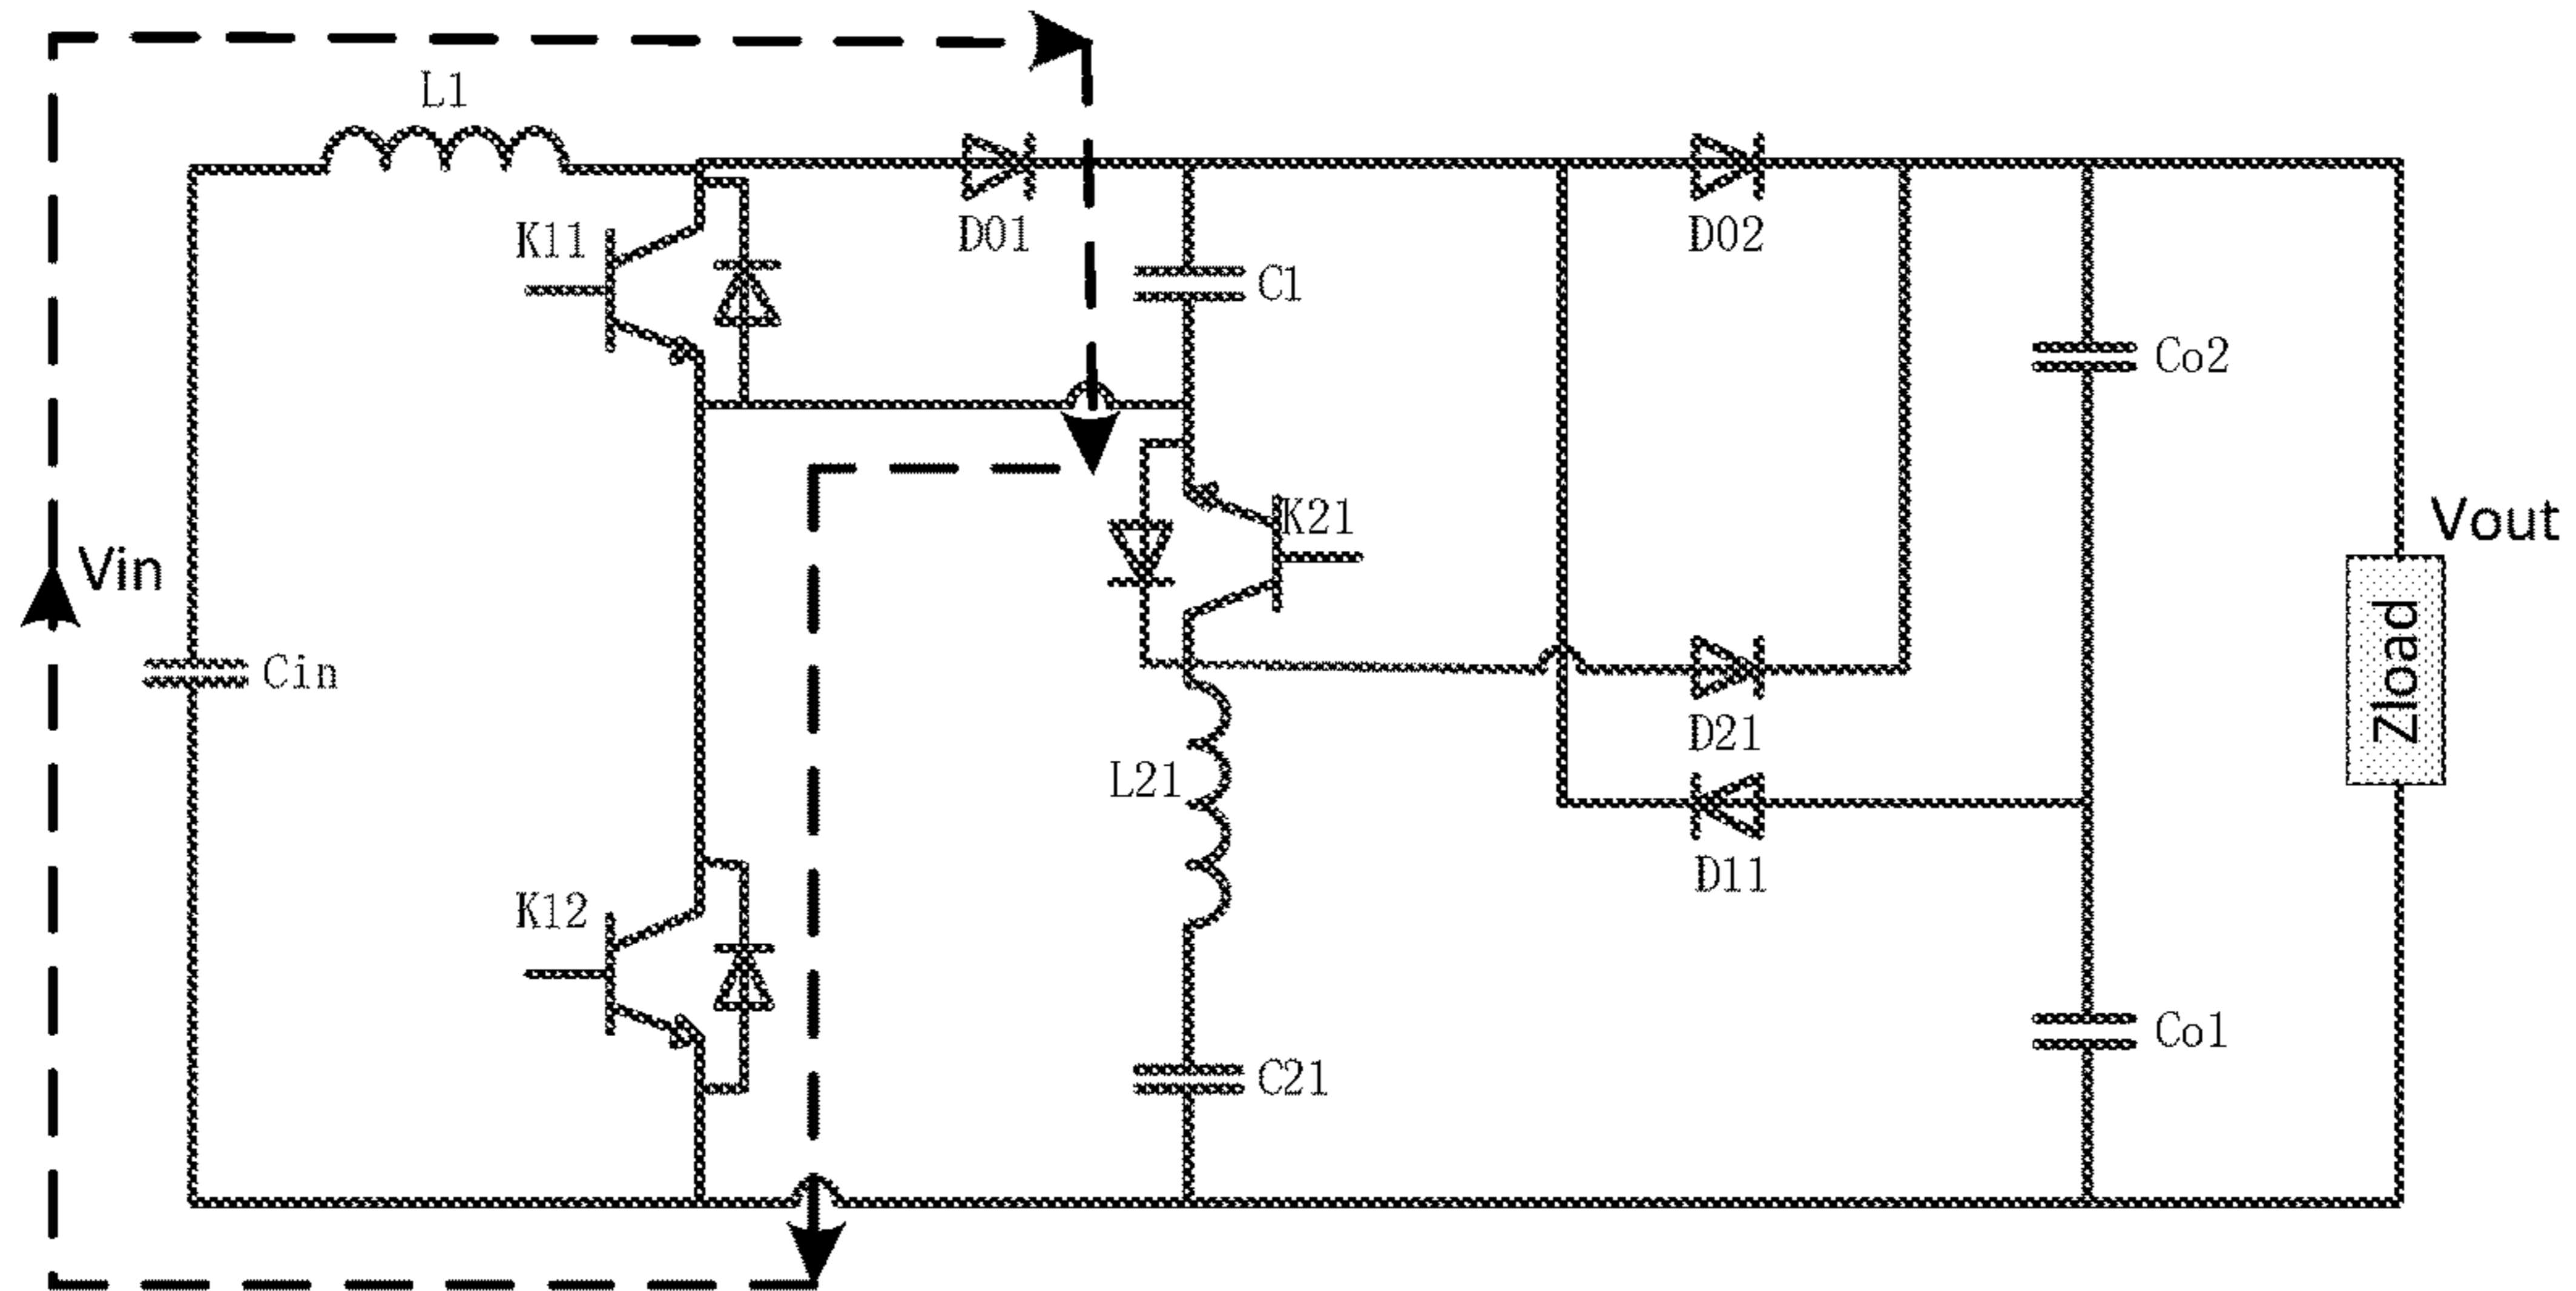 L1
K11
D01
C1
D02
Co2
K21
Vout
Vin
Cin
Zload
D21
L21
D11
K12
Co1
C21